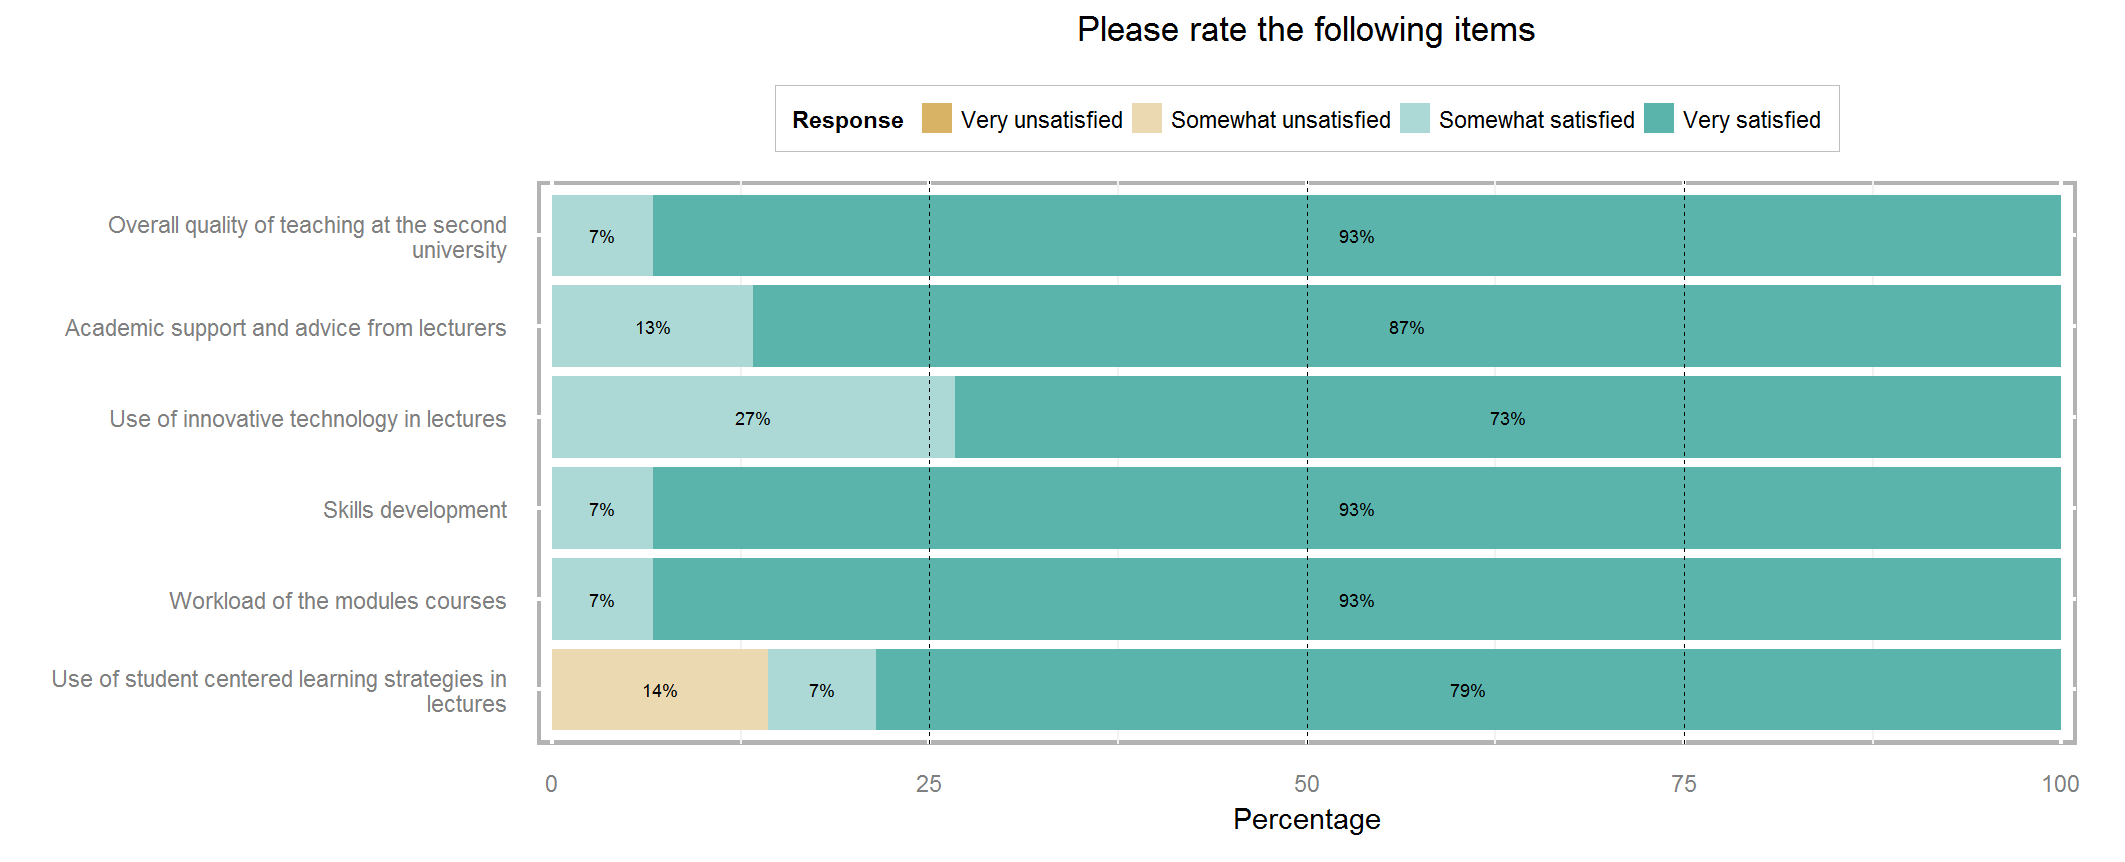 Please rate the following items
Response Very unsatisfied Somewhat unsatisfied Somewhat satisfied Very satisfied
Overall quality of teaching at the second
university
7% 93%
Academic support and advice from lecturers
13% 87%
Use of innovative technology in lectures
27% 73%
Skills development
7% 93%
Workload of the modules courses
7% 93%
Use of student centered learning strategies in
lectures
14% 7% 79%
0 25 50 75 100
Percentage